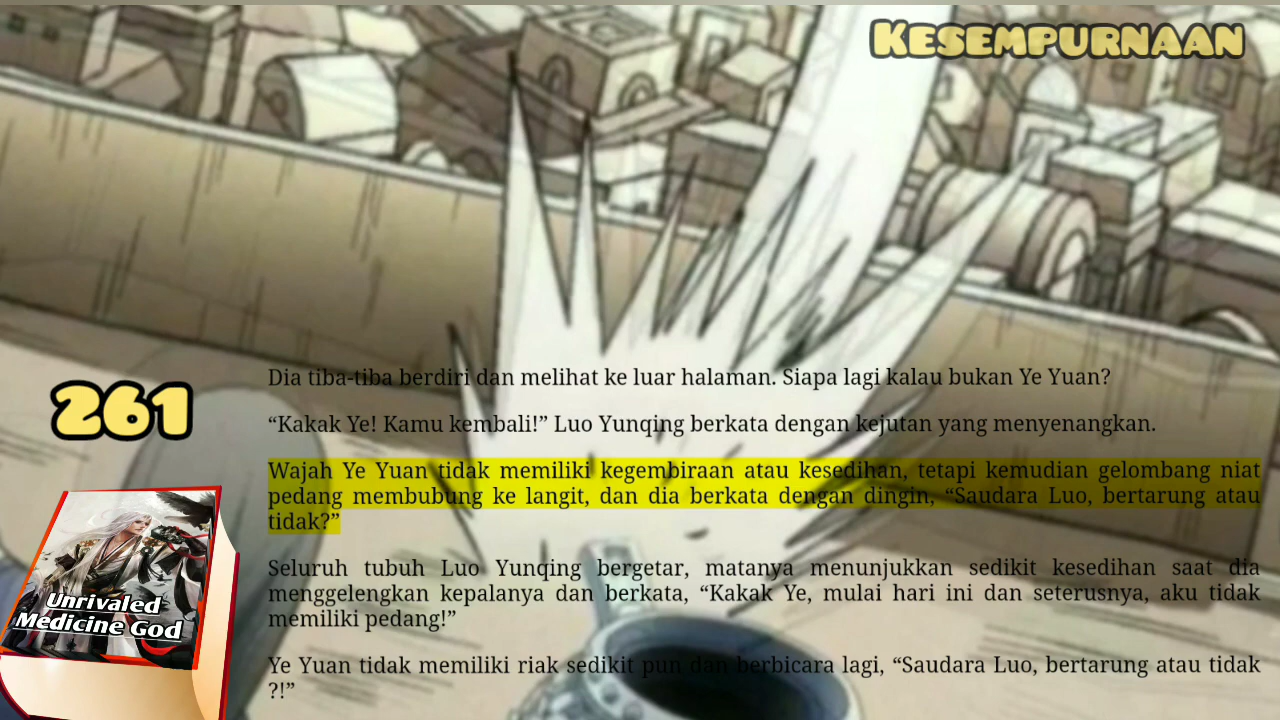 KESEMPURNAAN
Dia tiba-tiba berdiri dan melihat ke luar halaman. Siapa lagi kalau bukan Ye Yuan?
“Kakak Ye! Kamu kembali!” Luo Yunqing berkata dengan kejutan yang menyenangkan.
Wajah Ye Yuan tidak memiliki kegembiraan atau kesedihan, tetapi kemudian gelombang niat
pedang membubung ke langit, dan dia berkata dengan dingin, “Saudara Luo, bertarung atau
tidak?”
Seluruh tubuh Luo Yunqing bergetar, matanya menunjukkan sedikit kesedihan saat dia
menggelengkan kepalanya dan berkata, “Kakak Ye, mulai hari ini dan seterusnya, aku tidak
memiliki pedang!”
Ye Yuan tidak memiliki riak sedikit pun dan berbicara lagi, “Saudara Luo, bertarung atau tidak
?!”
261
Unrivaled
Medicine God